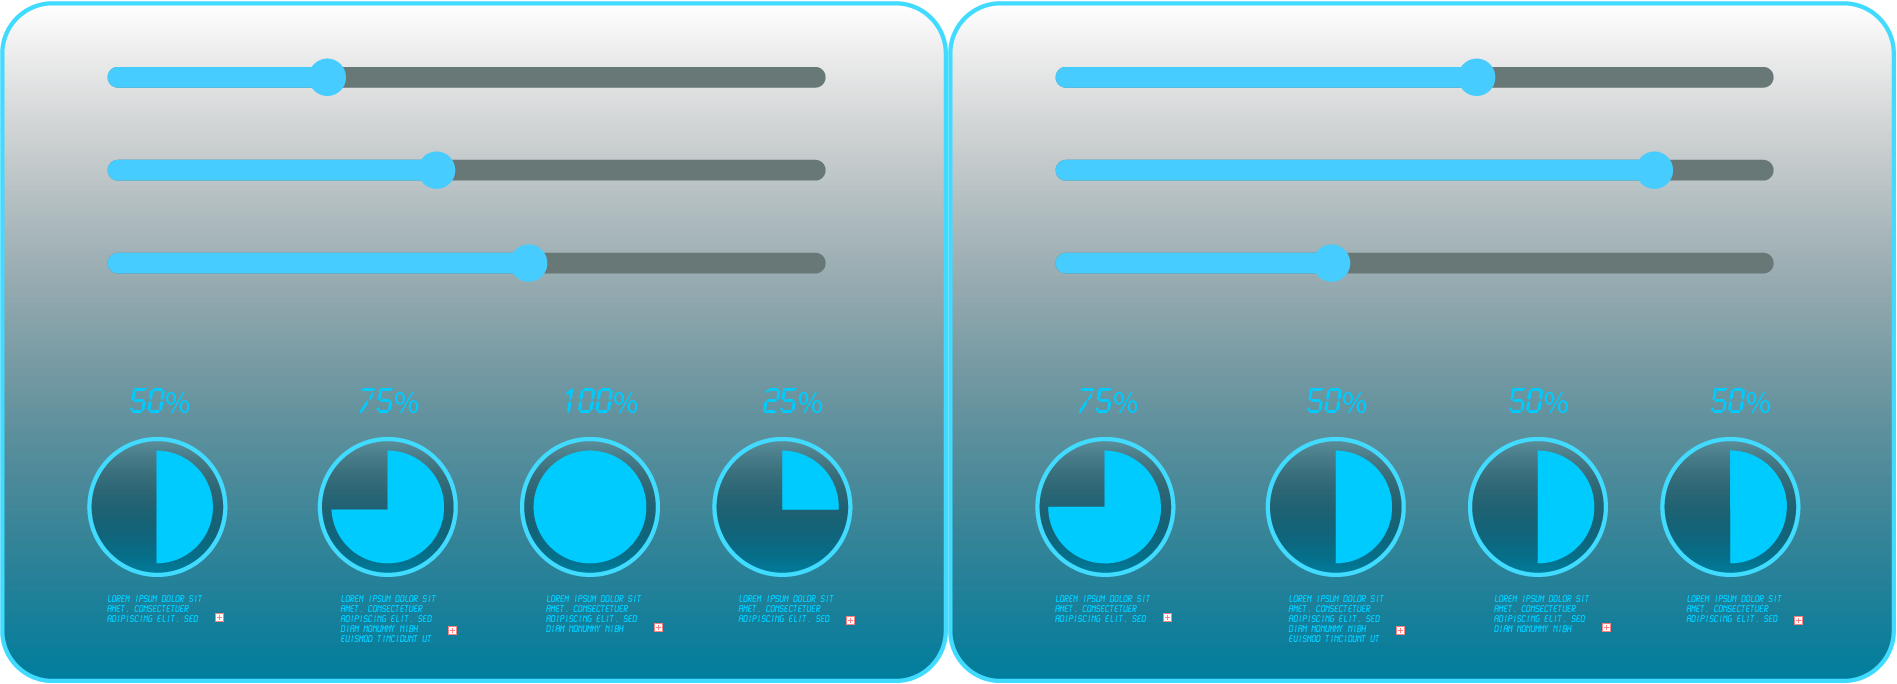 50%
75%
100%
25%
75%
50%
50%
50%
LOREM IPSUM DOLOR SIT
AMET, CONSECTETUER
ADIPISCING ELIT, SED
LOREM IPSUM DOLOR SIT
AMET, CONSECTETUER
ADIPISCING ELIT, SED
DIAM NONUMMY NIBH
EUISMOD TINCIDUNT UT
LOREM IPSUM DOLOR SIT
AMET, CONSECTETUER
ADIPISCING ELIT, SED
DIAM NONUMMY NIBH
LOREM IPSUM DOLOR SIT
AMET, CONSECTETUER
ADIPISCING ELIT, SED
LOREM IPSUM DOLOR SIT
AMET, CONSECTETUER
ADIPISCING ELIT, SED
LOREM IPSUM DOLOR SIT
AMET, CONSECTETUER
ADIPISCING ELIT, SED
DIAM NONUMMY NIBH
EUISMOD TINCIDUNT UT
LOREM IPSUM DOLOR SIT
AMET, CONSECTETUER
ADIPISCING ELIT, SED
DIAM NONUMMY NIBH
LOREM IPSUM DOLOR SIT
AMET, CONSECTETUER
ADIPISCING ELIT, SED